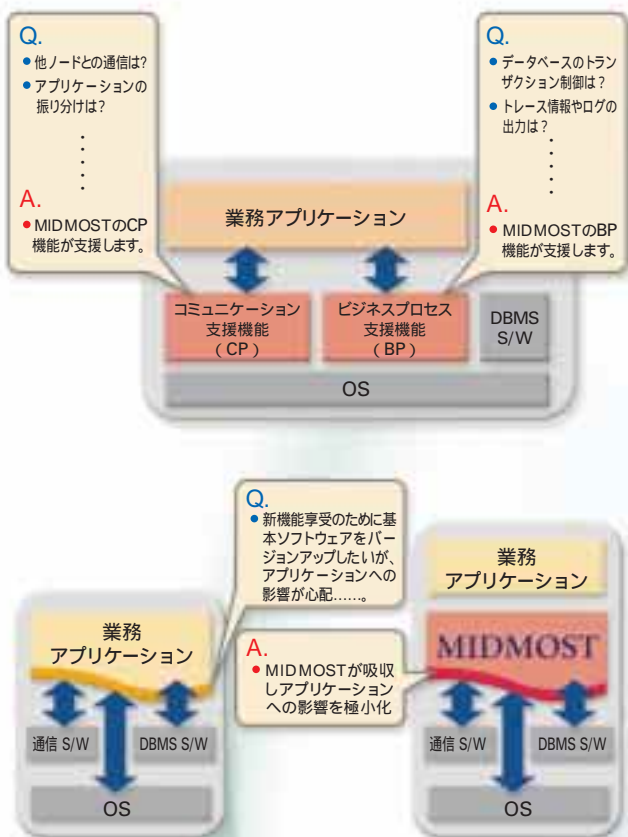 Q.
● 他ノードとの通信は?
● アプリケーションの
振り分けは?
・・・・・
A.
● MIDMOSTのCP
機能が支援します。
Q.
● データベースのトラン
ザクション制御は?
● トレース情報やログの
出力は?
・・・・・
A.
● MIDMOSTのBP
機能が支援します。
業務アプリケーション
コミュニケーション
支援機能
(CP)
ビジネスプロセス
支援機能
(BP)
DBMS
S/W
OS
Q.
● 新機能享受のために基
本ソフトウェアをバー
ジョンアップしたいが、
アプリケーションへの
影響が心配……。
A.
● MIDMOSTが吸収
しアプリケーション
への影響を極小化
業務
アプリケーション
通信 S/W
DBMS S/W
OS
業務
アプリケーション
MIDMOST
通信 S/W
DBMS S/W
OS